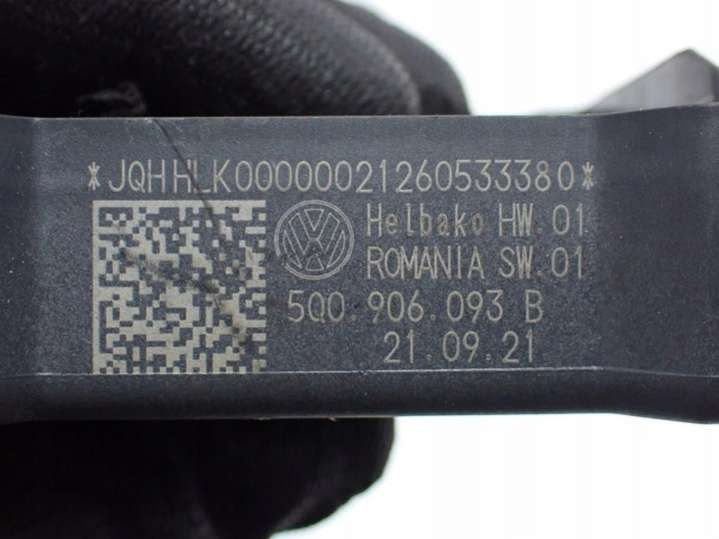 *JQHHLK00000021260533380*
Helbako HW.01
ROMANIA SW.01
5Q0.906.093 B
21.09.21